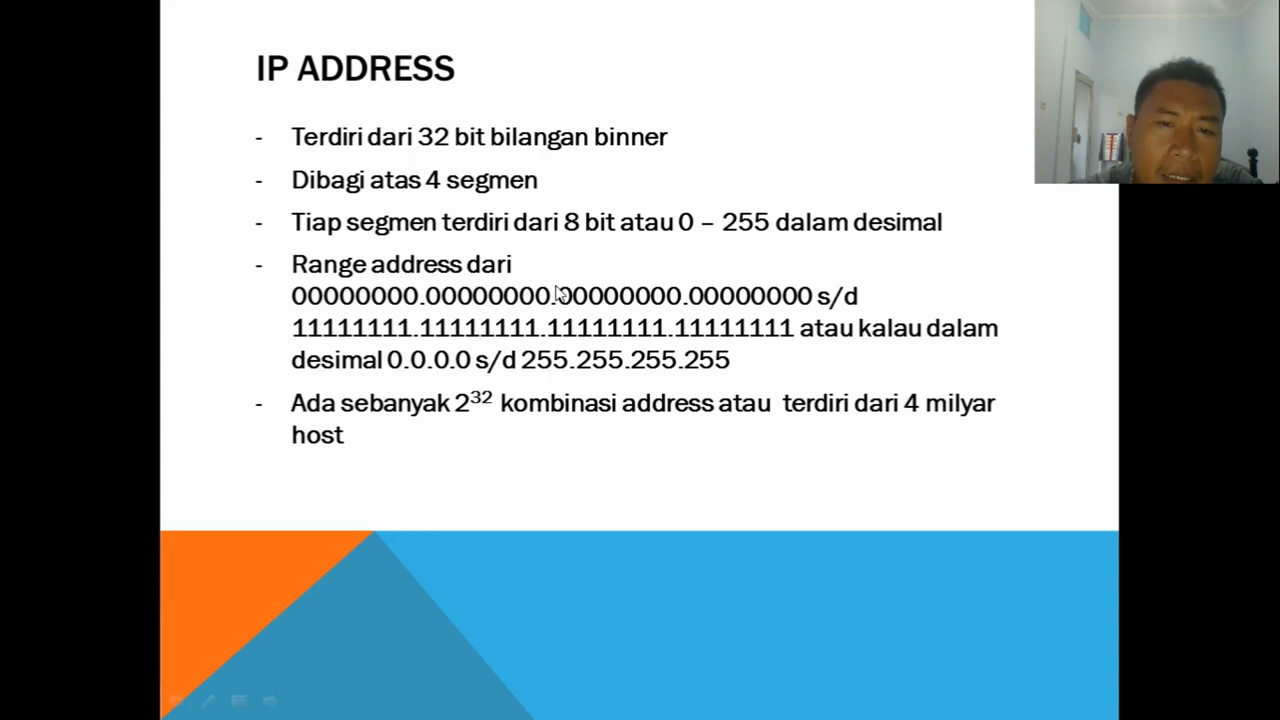 IP ADDRESS
- Terdiri dari 32 bit bilangan binner
- Dibagi atas 4 segmen
- Tiap segmen terdiri dari 8 bit atau 0 – 255 dalam desimal
- Range address dari
00000000.00000000.00000000.00000000 s/d
11111111.11111111.11111111.11111111 atau kalau dalam
desimal 0.0.0.0 s/d 255.255.255.255
- Ada sebanyak 2³² kombinasi address atau terdiri dari 4 milyar
host